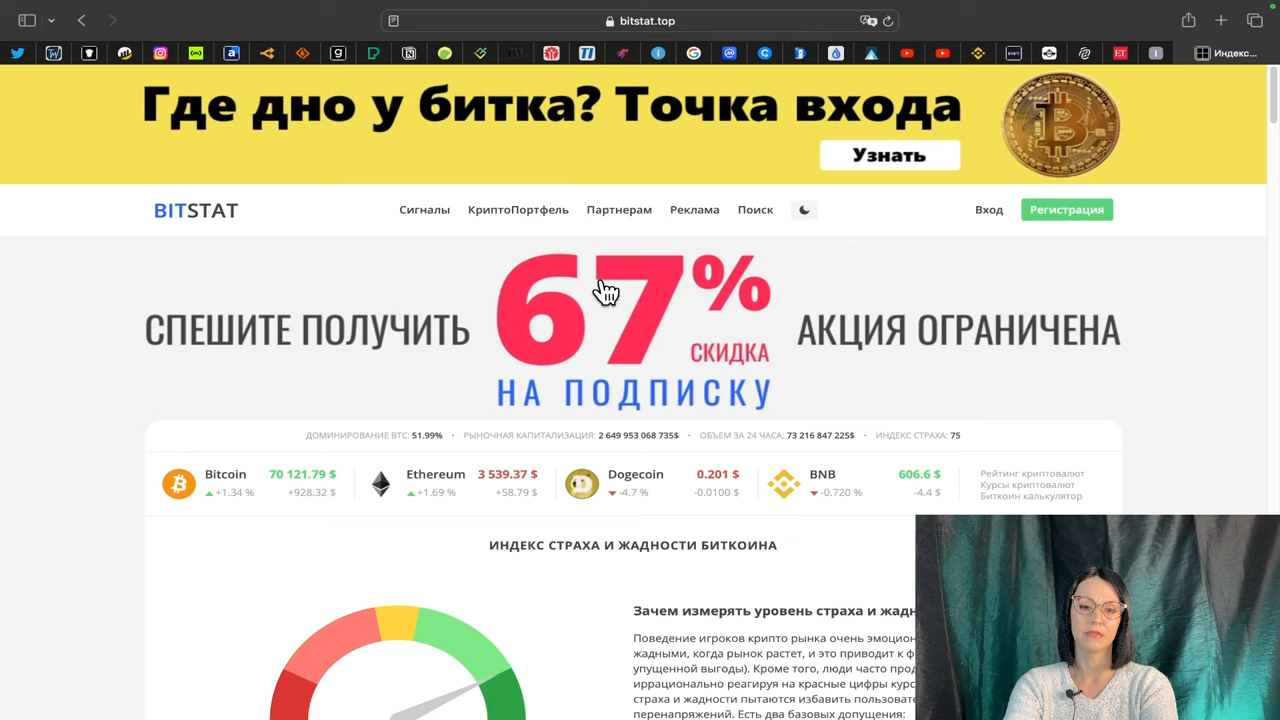 bitstat.top
Индекс...
Где дно у битка? Точка входа
Узнать
BITSTAT
Сигналы
КриптоПортфель
Партнерам
Реклама
Поиск
Вход
Регистрация
СПЕШИТЕ ПОЛУЧИТЬ
67%
СКИДКА
НА ПОДПИСКУ
АКЦИЯ ОГРАНИЧЕНА
ДОМИНИРОВАНИЕ BTC: 51.99% • РЫНОЧНАЯ КАПИТАЛИЗАЦИЯ: 2 649 953 068 735$ • ОБЪЕМ ЗА 24 ЧАСА: 73 216 847 225$ • ИНДЕКС СТРАХА: 75
Bitcoin 70 121.79 $
+1.34 % +928.32 $
Ethereum 3 539.37 $
+1.69 % +58.79 $
Dogecoin 0.201 $
-4.7 % -0.0100 $
BNB 606.6 $
-0.720 % -4.4 $
Рейтинг криптовалют
Курсы криптовалют
Биткоин калькулятор
ИНДЕКС СТРАХА И ЖАДНОСТИ БИТКОИНА
Зачем измерять уровень страха и жадн
Поведение игроков крипто рынка очень эмоцион
жадными, когда рынок растет, и это приводит к ф
упущенной выгоды). Кроме того, люди часто прод
иррационально реагируя на красные цифры курс
страха и жадности пытаются избавить пользовате
перенапряжений. Есть два базовых допущения: